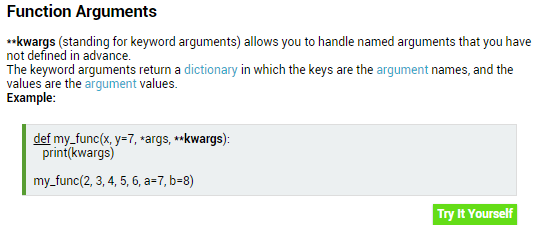 Function Arguments
**kwargs (standing for keyword arguments) allows you to handle named arguments that you have
not defined in advance.
The keyword arguments return a dictionary in which the keys are the argument names, and the
values are the argument values.
Example:
def my_func(x, y=7, *args, **kwargs):
print(kwargs)
my_func(2, 3, 4, 5, 6, a=7, b=8)
Try It Yourself